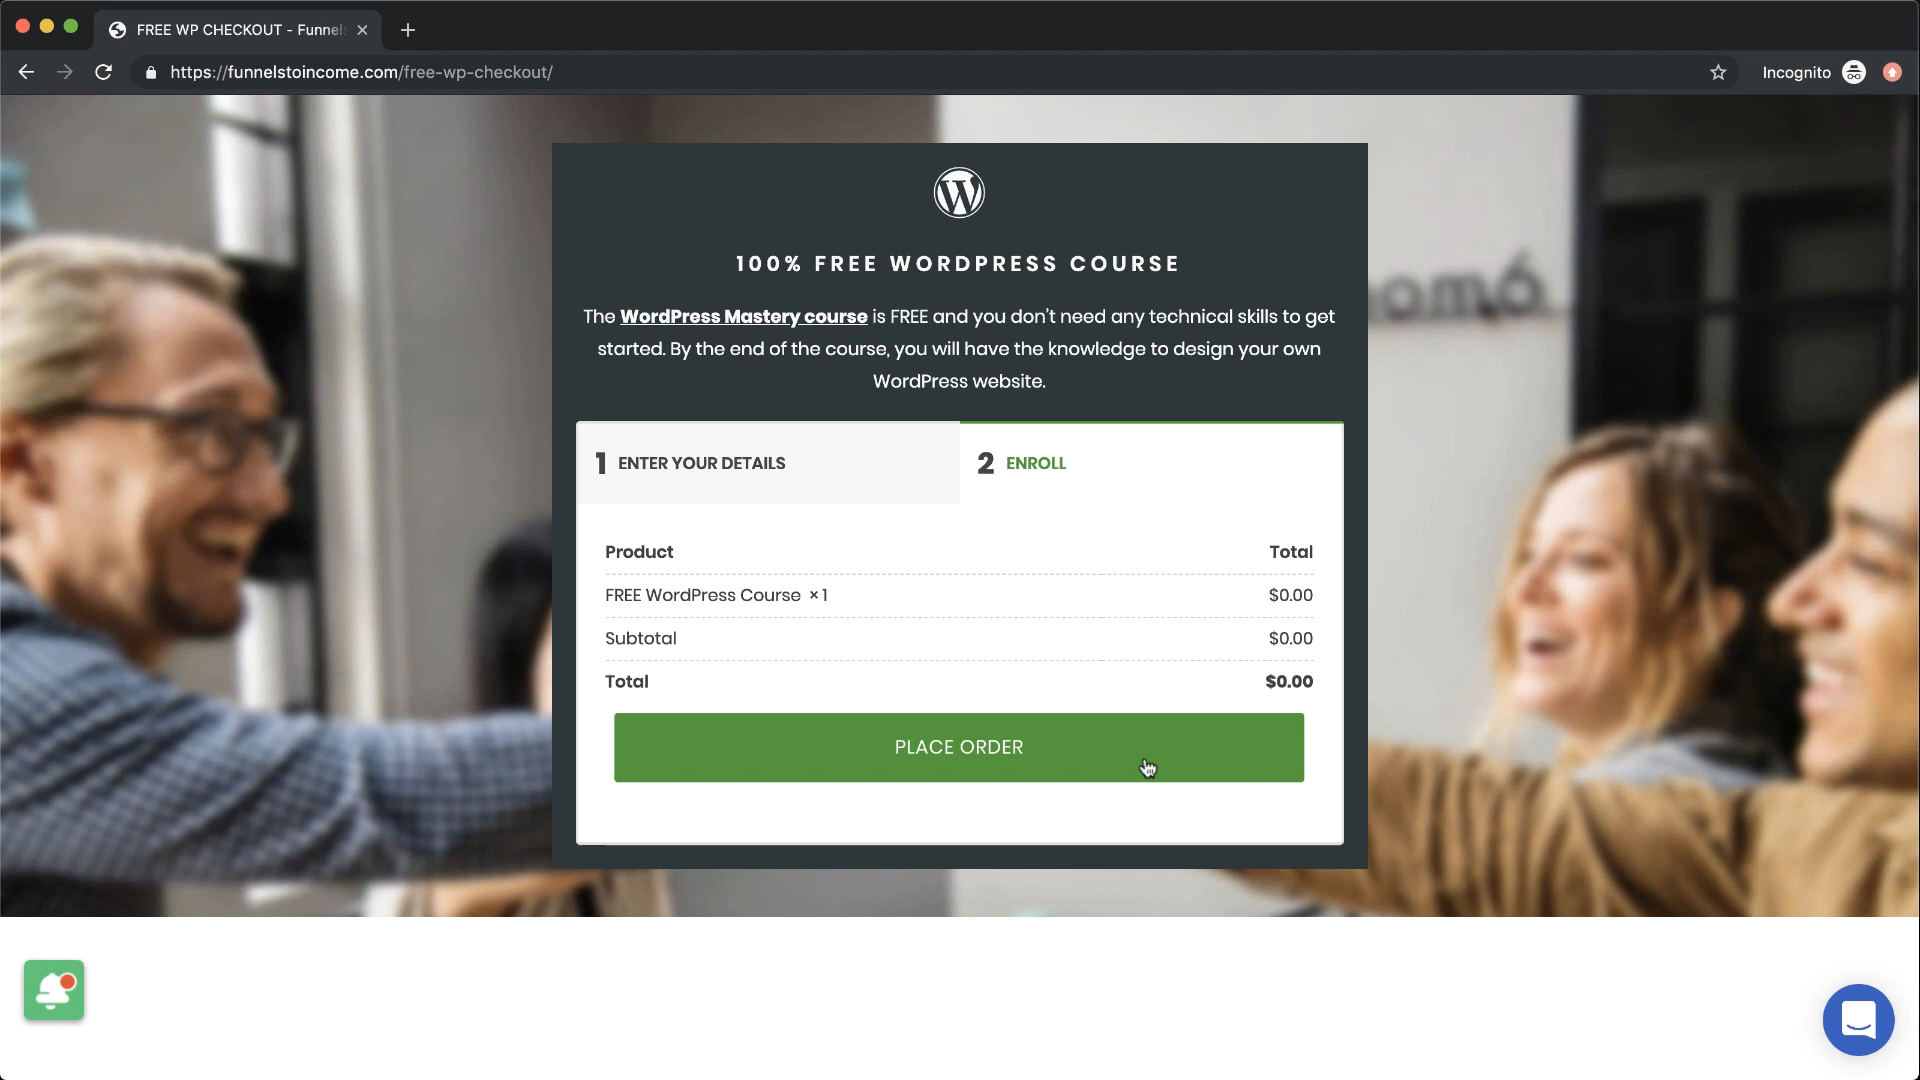 FREE WP CHECKOUT - Funnels
https://funnelstoincome.com/free-wp-checkout/
Incognito
100% FREE WORDPRESS COURSE
The WordPress Mastery course is FREE and you don't need any technical skills to get
started. By the end of the course, you will have the knowledge to design your own
WordPress website.
1 ENTER YOUR DETAILS
2 ENROLL
Product Total
FREE WordPress Course × 1 $0.00
Subtotal $0.00
Total $0.00
PLACE ORDER